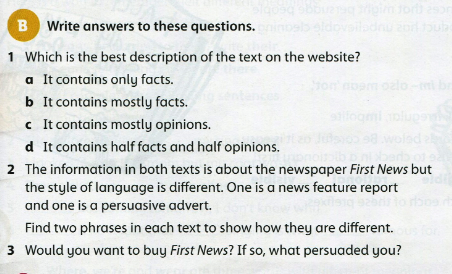 B Write answers to these questions.
1 Which is the best description of the text on the website?
a It contains only facts.
b It contains mostly facts.
c It contains mostly opinions.
d It contains half facts and half opinions.
2 The information in both texts is about the newspaper First News but
the style of language is different. One is a news feature report
and one is a persuasive advert.
Find two phrases in each text to show how they are different.
3 Would you want to buy First News? If so, what persuaded you?